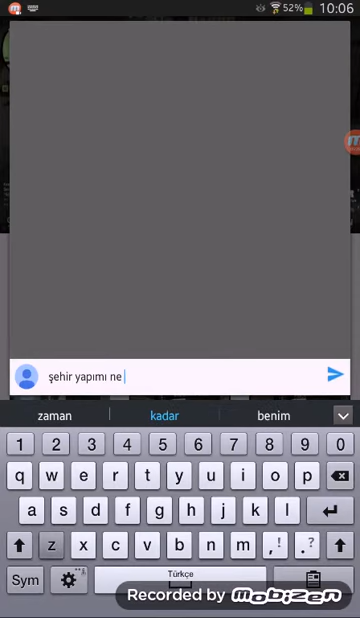 52% 10:06
şehir yapımı ne
zaman kadar benim
1 2 3 4 5 6 7 8 9 0
q w e r t y u i o p
a s d f g h j k l
z x c v b n m ,! .?
Sym Türkçe
Recorded by mobizen